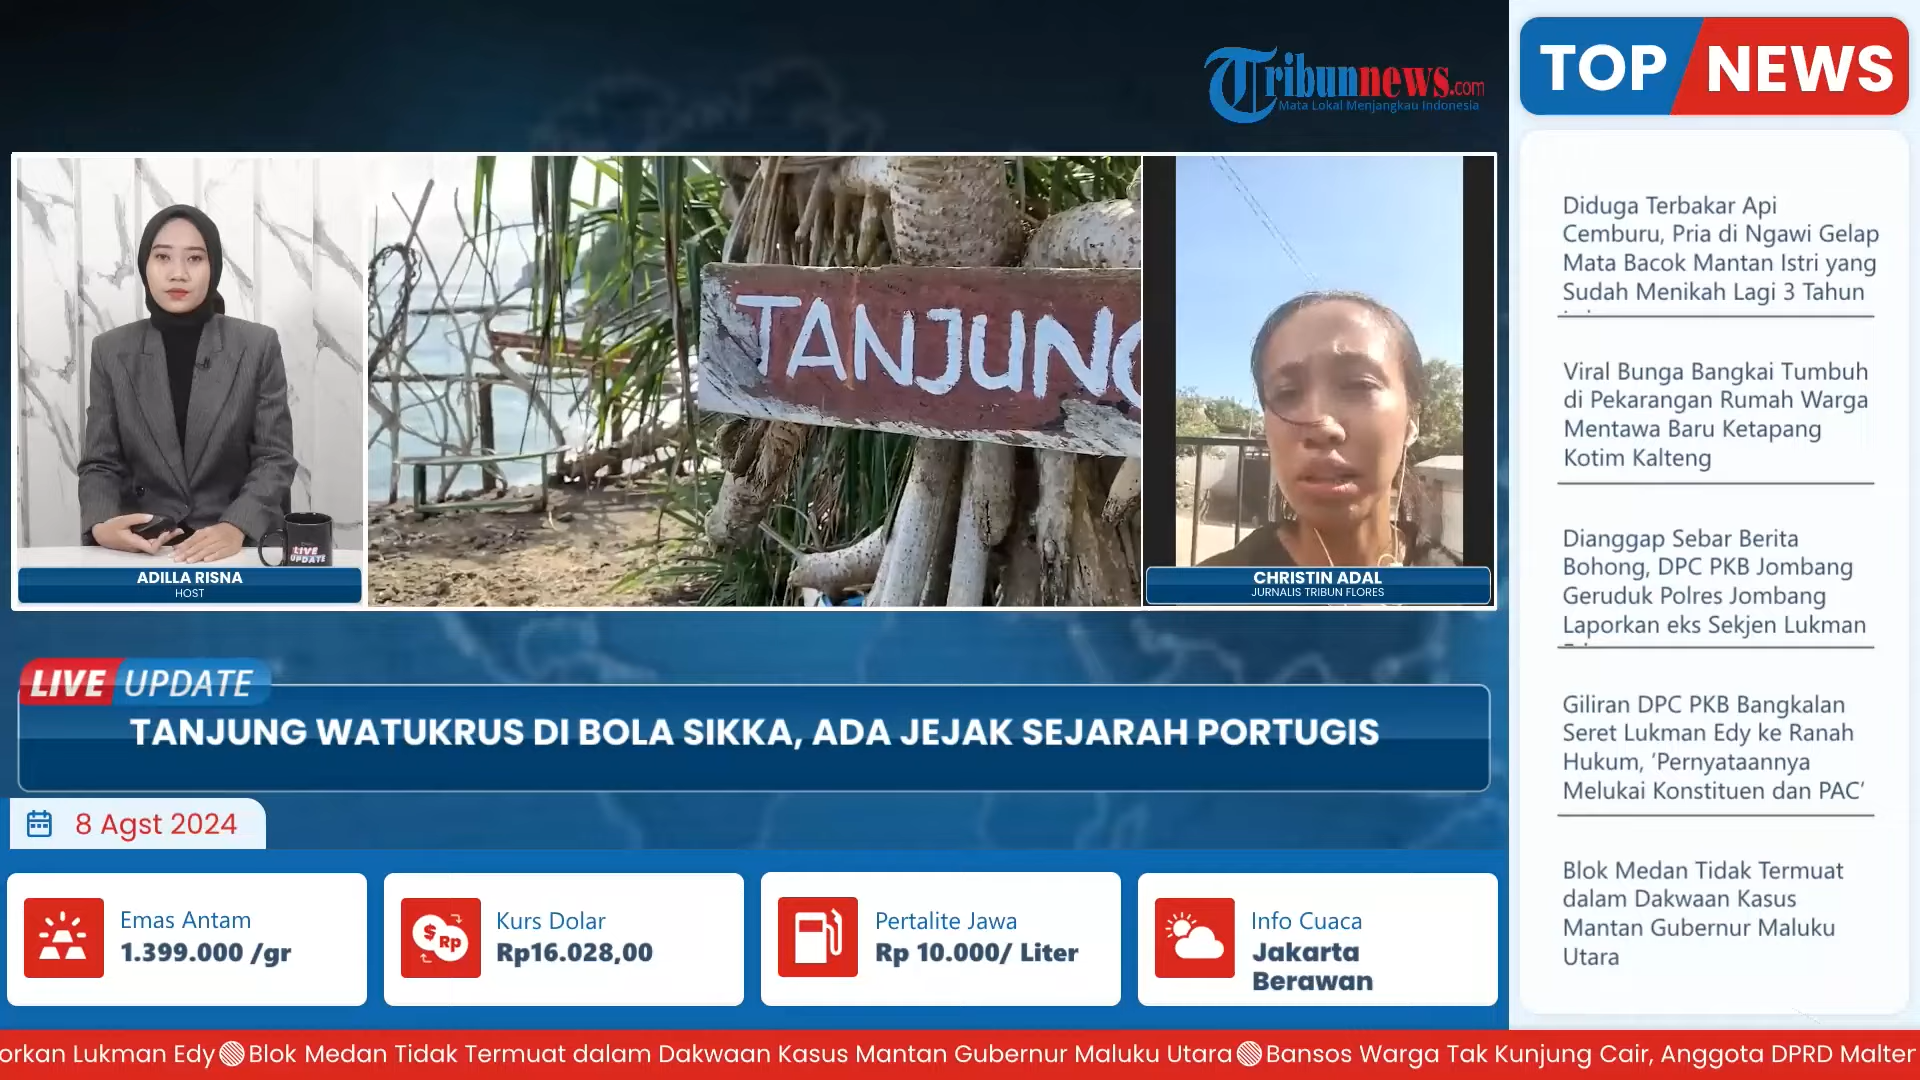 Tribunnews.com
Mata Lokal Menjangkau Indonesia
TOP NEWS
TANJUNG
LIVE
UPDATE
ADILLA RISNA
HOST
CHRISTIN ADAL
JURNALIS TRIBUN FLORES
LIVE UPDATE
TANJUNG WATUKRUS DI BOLA SIKKA, ADA JEJAK SEJARAH PORTUGIS
8 Agst 2024
Emas Antam
1.399.000 /gr
Kurs Dolar
Rp16.028,00
Pertalite Jawa
Rp 10.000/ Liter
Info Cuaca
Jakarta
Berawan
Diduga Terbakar Api
Cemburu, Pria di Ngawi Gelap
Mata Bacok Mantan Istri yang
Sudah Menikah Lagi 3 Tahun
Viral Bunga Bangkai Tumbuh
di Pekarangan Rumah Warga
Mentawa Baru Ketapang
Kotim Kalteng
Dianggap Sebar Berita
Bohong, DPC PKB Jombang
Geruduk Polres Jombang
Laporkan eks Sekjen Lukman
Giliran DPC PKB Bangkalan
Seret Lukman Edy ke Ranah
Hukum, ‘Pernyataannya
Melukai Konstituen dan PAC’
Blok Medan Tidak Termuat
dalam Dakwaan Kasus
Mantan Gubernur Maluku
Utara
orkan Lukman Edy Blok Medan Tidak Termuat dalam Dakwaan Kasus Mantan Gubernur Maluku Utara Bansos Warga Tak Kunjung Cair, Anggota DPRD Malter